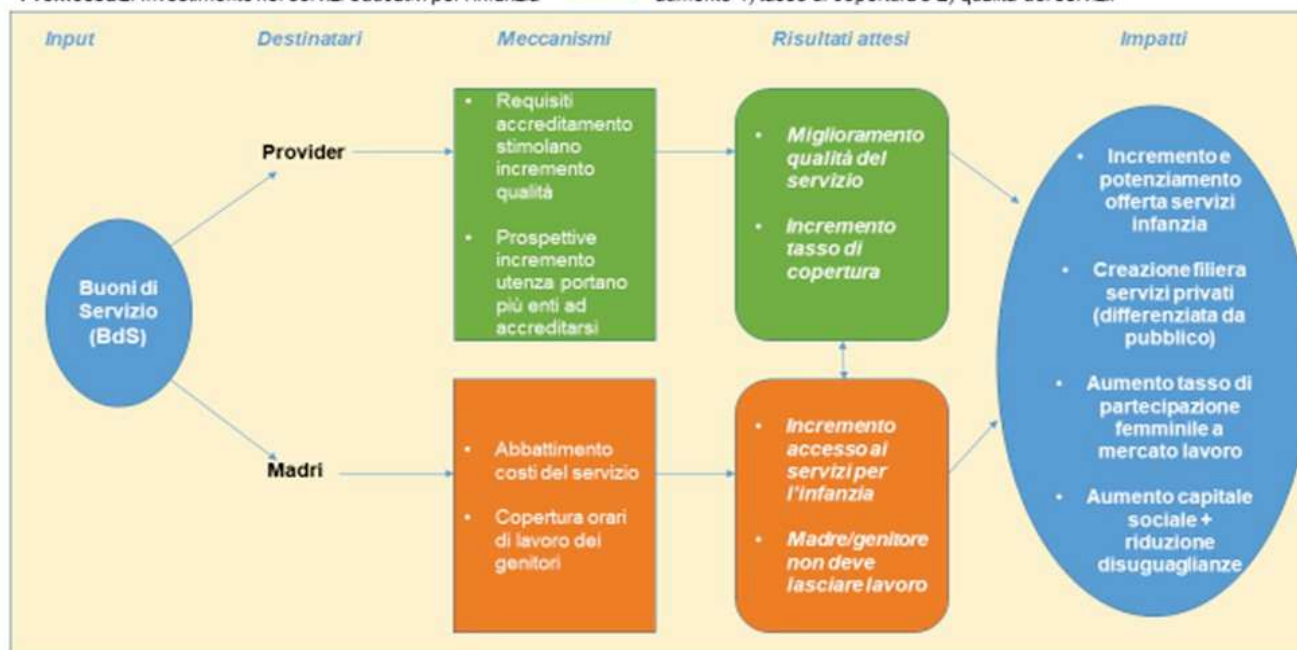 Input
Destinatari
Meccanismi
Risultati attesi
Impatti
Buoni di
Servizio
(BdS)
Provider
Madri
• Requisiti
accreditamento
stimolano
incremento
qualità
• Prospettive
incremento
utenza portano
più enti ad
accreditarsi
• Abbattimento
costi del servizio
• Copertura orari
di lavoro dei
genitori
• Miglioramento
qualità del
servizio
• Incremento
tasso di
copertura
• Incremento
accesso ai
servizi per
l'infanzia
• Madre/genitore
non deve
lasciare lavoro
• Incremento e
potenziamento
offerta servizi
infanzia
• Creazione filiera
servizi privati
(differenziata da
pubblico)
• Aumento tasso di
partecipazione
femminile a
mercato lavoro
• Aumento capitale
sociale +
riduzione
disuguaglianze